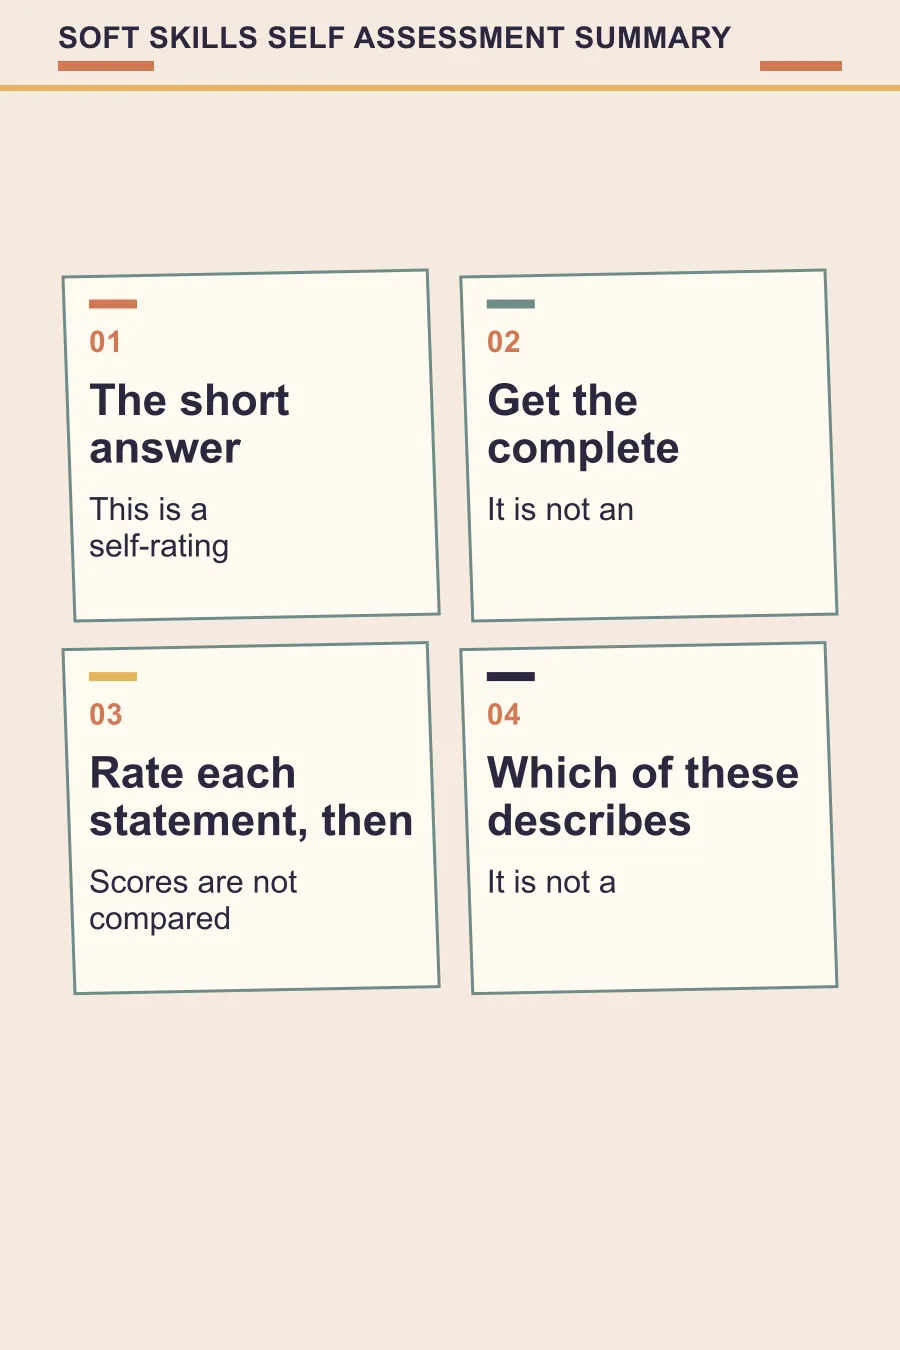 SOFT SKILLS SELF ASSESSMENT SUMMARY
01
The short
answer
This is a
self-rating
02
Get the
complete
It is not an
03
Rate each
statement, then
Scores are not
compared
04
Which of these
describes
It is not a